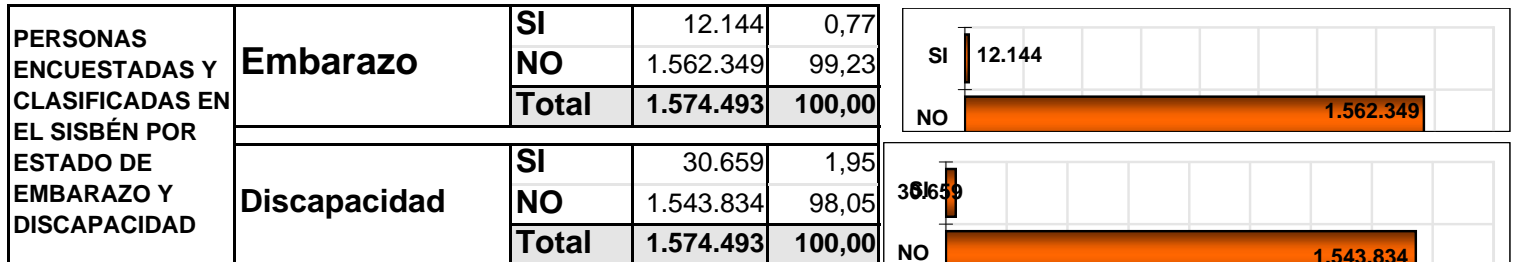 PERSONAS
ENCUESTADAS Y
CLASIFICADAS EN
EL SISBÉN POR
ESTADO DE
EMBARAZO Y
DISCAPACIDAD
Embarazo
SI 12.144 0,77
NO 1.562.349 99,23
Total 1.574.493 100,00
Discapacidad
SI 30.659 1,95
NO 1.543.834 98,05
Total 1.574.493 100,00
SI 12.144
NO 1.562.349
SI 30.659
NO 1.543.834